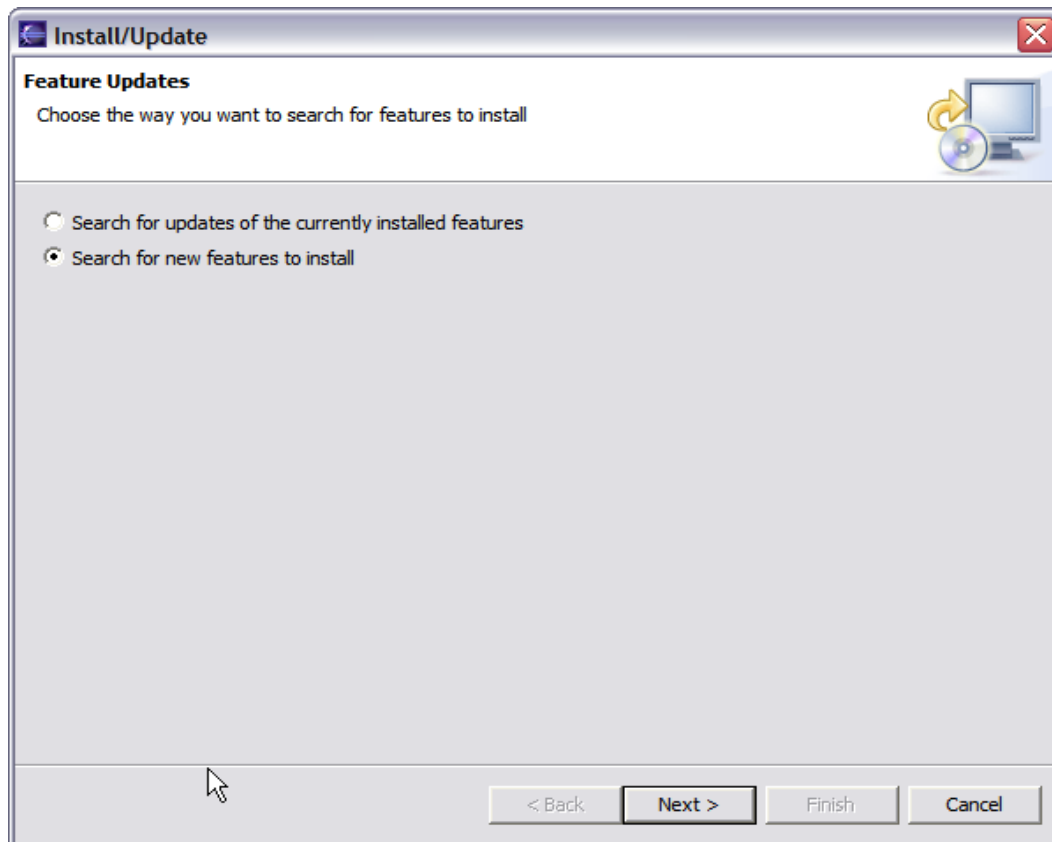 Install/Update
Feature Updates
Choose the way you want to search for features to install
Search for updates of the currently installed features
Search for new features to install
< Back Next > Finish Cancel